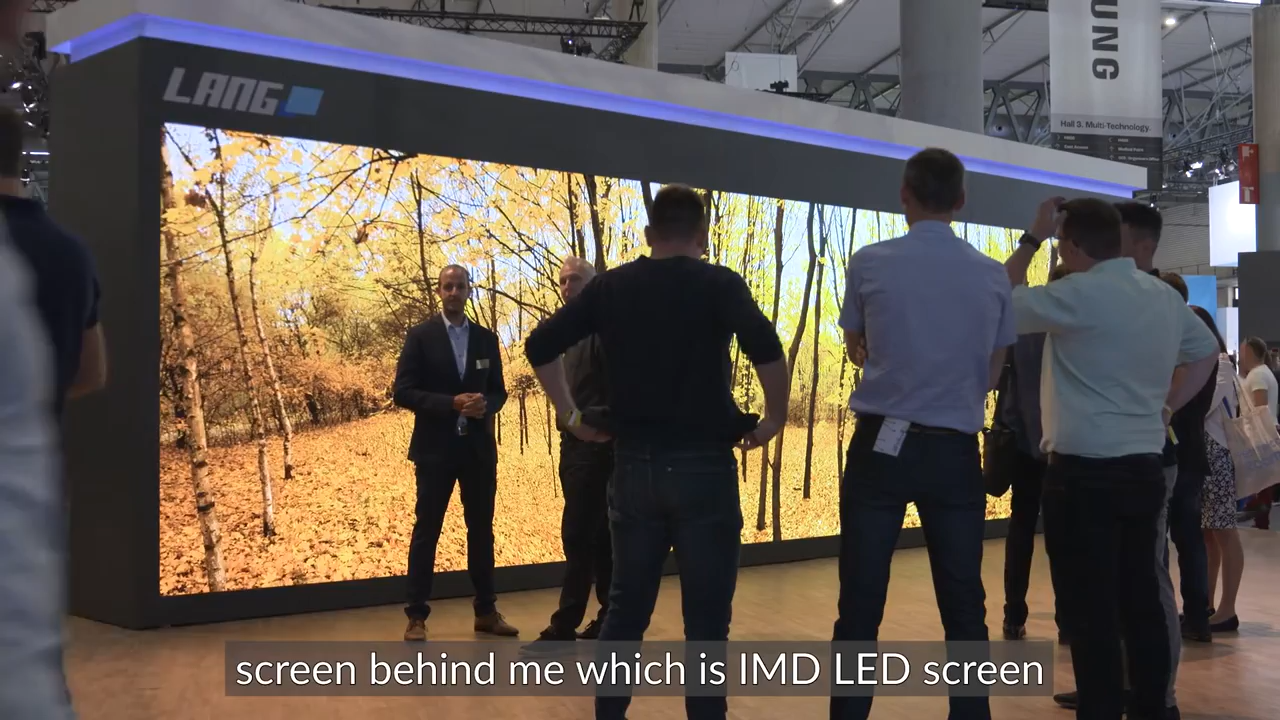 LANG
UNG
Hall 3. Multi-Technology.
screen behind me which is IMD LED screen